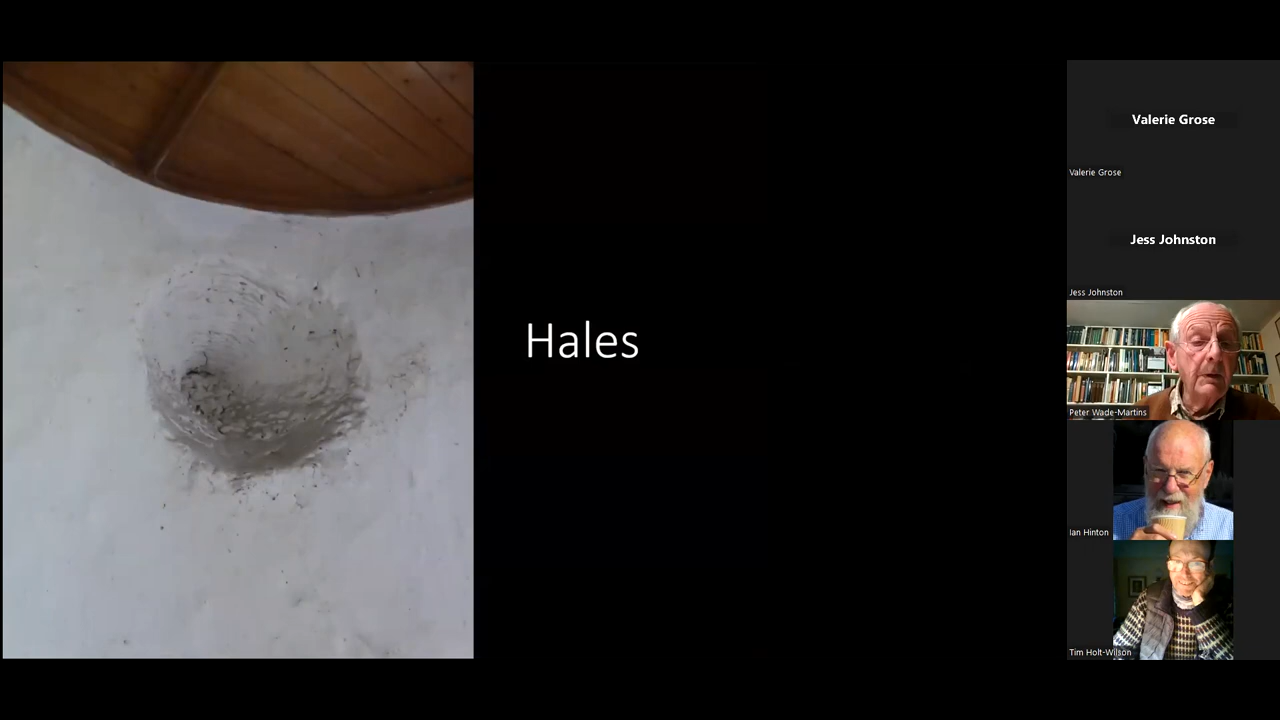 Hales
Valerie Grose
Valerie Grose
Jess Johnston
Jess Johnston
Peter Wade-Martins
Ian Hinton
Tim Holt-Wilson